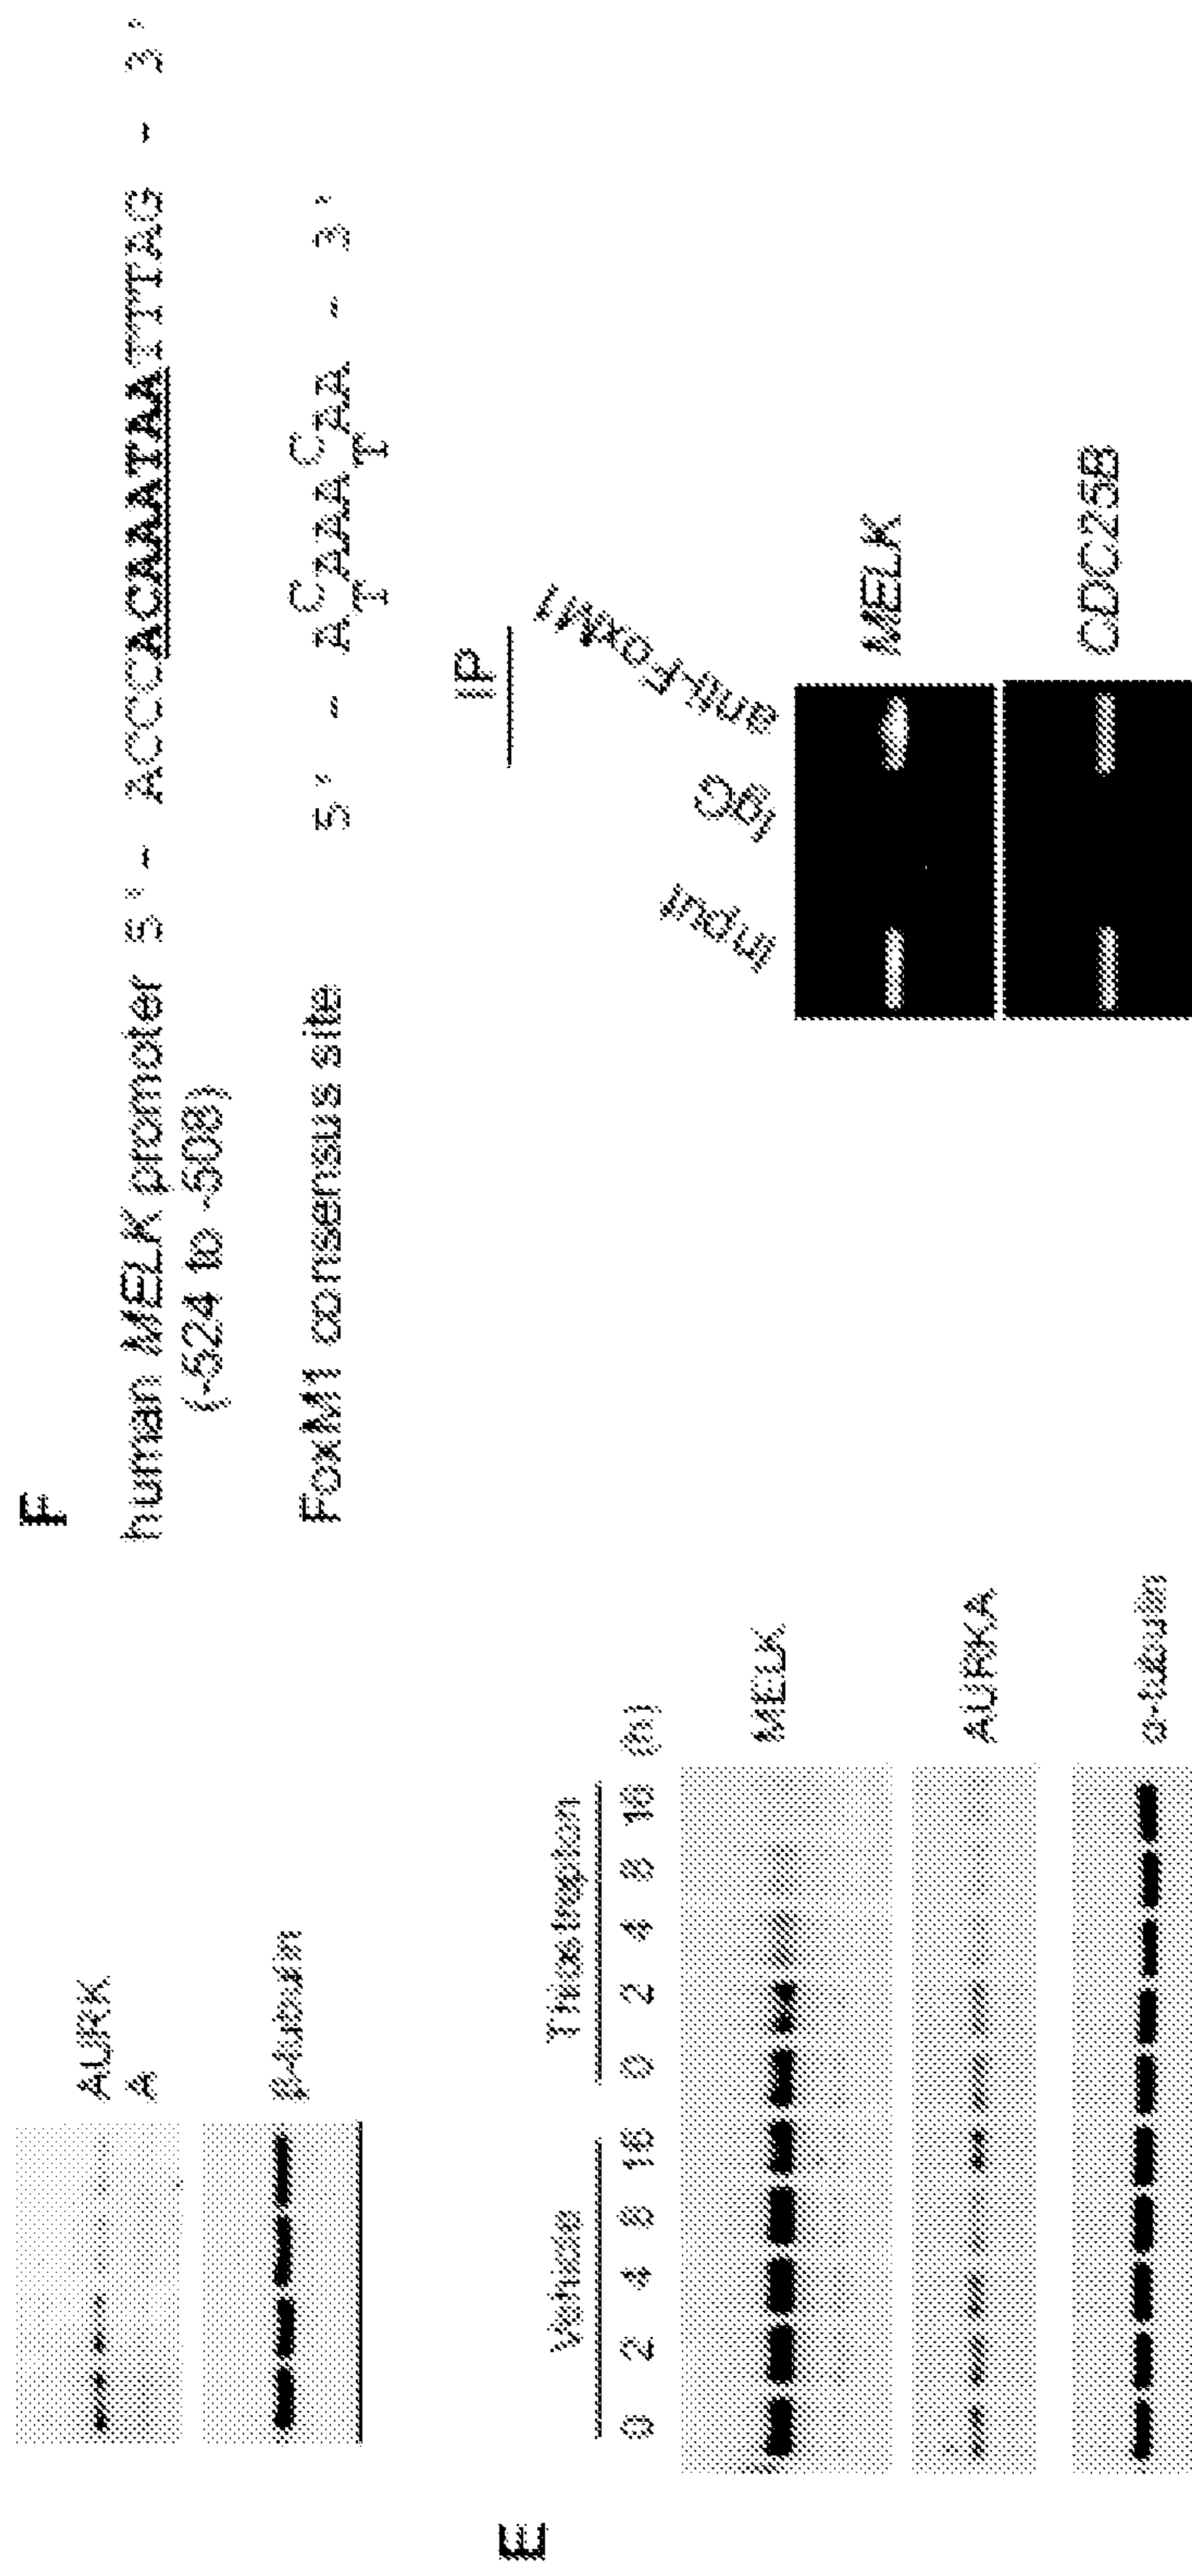 AURK
A
β-tubulin
E
Vehicle Thiostrepton
0 2 4 8 16 0 2 4 8 16 (h)
MELK
AURKA
α-tubulin
F
human MELK promoter 5'- ACCCACAAATAATTTAG - 3'
(-524 to -508)
C C
FoxM1 consensus site 5' - A AAA AA - 3'
T T
IP
Input IgG anti-FoxM1
MELK
CDC25B